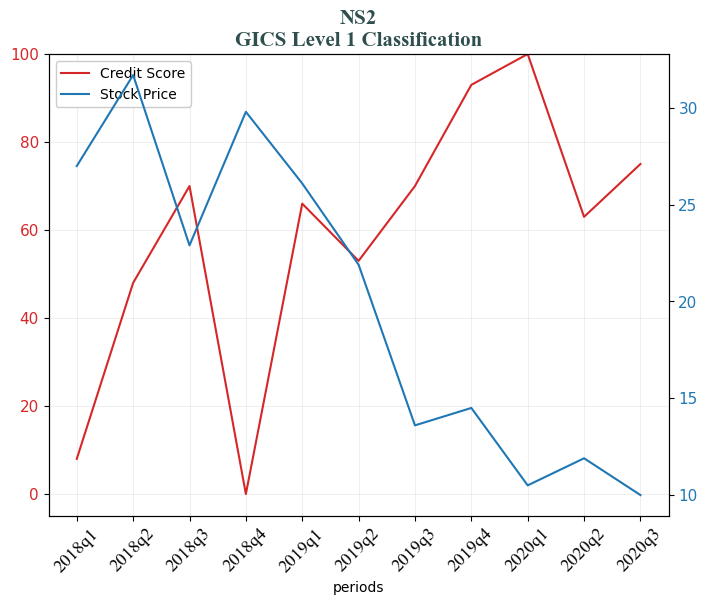 NS2
GICS Level 1 Classification
Credit Score
Stock Price
100
80
60
40
20
0
30
25
20
15
10
2018q1
2018q2
2018q3
2018q4
2019q1
2019q2
2019q3
2019q4
2020q1
2020q2
2020q3
periods